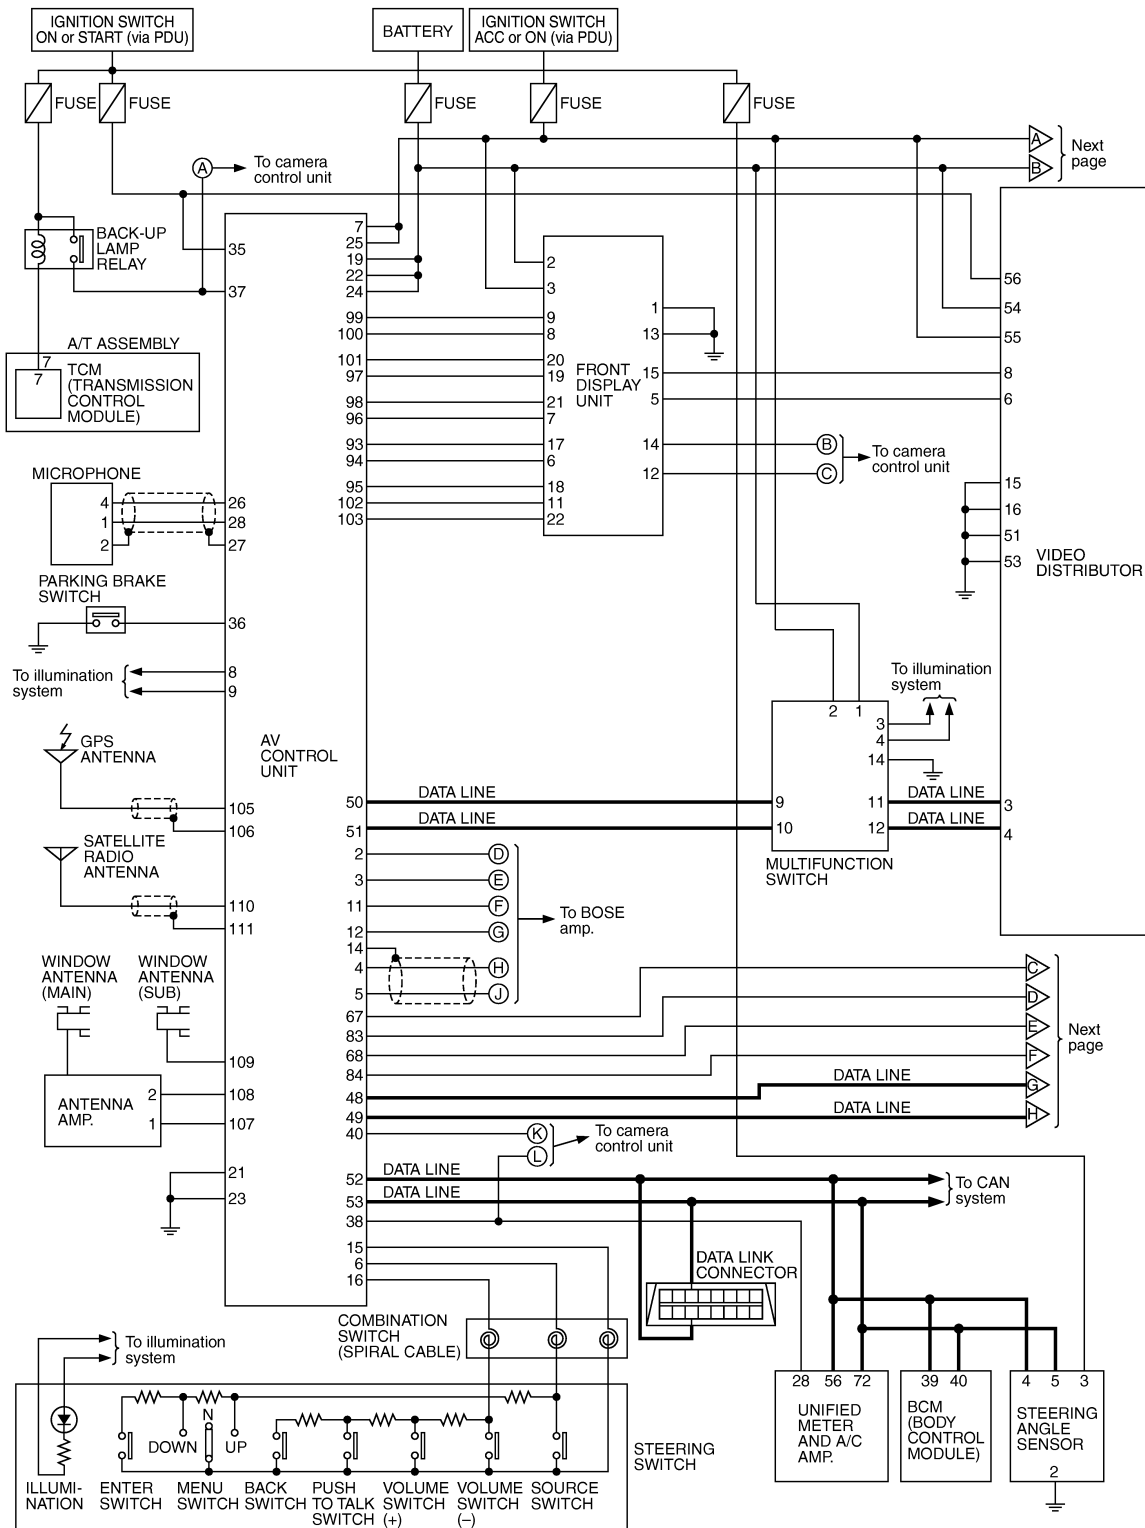 IGNITION SWITCH
ON or START (via PDU)
BATTERY
IGNITION SWITCH
ACC or ON (via PDU)
FUSE
FUSE
FUSE
FUSE
FUSE
A
B
Next
page
A
To camera
control unit
BACK-UP
LAMP
RELAY
35
37
7
25
19
22
24
99
100
101
97
98
96
93
94
95
102
103
2
3
9
8
20
19
21
7
17
6
18
11
22
FRONT
DISPLAY
UNIT
1
13
15
5
14
12
B
C
To camera
control unit
56
54
55
8
6
15
16
51
53
VIDEO
DISTRIBUTOR
A/T ASSEMBLY
7
7
TCM
(TRANSMISSION
CONTROL
MODULE)
MICROPHONE
4
1
2
26
28
27
PARKING BRAKE
SWITCH
36
To illumination
system
8
9
GPS
ANTENNA
105
106
SATELLITE
RADIO
ANTENNA
110
111
AV
CONTROL
UNIT
To illumination
system
2 1
3
4
14
50
DATA LINE
9
11
DATA LINE
3
51
DATA LINE
10
12
DATA LINE
4
MULTIFUNCTION
SWITCH
2
3
11
12
14
4
5
D
E
F
G
H
J
To BOSE
amp.
WINDOW
ANTENNA
(MAIN)
WINDOW
ANTENNA
(SUB)
109
ANTENNA
AMP.
2
1
108
107
67
83
68
84
48
49
40
DATA LINE
DATA LINE
C
D
E
F
G
H
Next
page
K
L
To camera
control unit
21
23
52
DATA LINE
53
DATA LINE
38
15
6
16
To CAN
system
DATA LINK
CONNECTOR
COMBINATION
SWITCH
(SPIRAL CABLE)
To illumination
system
28 56 72
UNIFIED
METER
AND A/C
AMP.
39 40
BCM
(BODY
CONTROL
MODULE)
4 5 3
STEERING
ANGLE
SENSOR
2
N
DOWN
UP
STEERING
SWITCH
ILLUMI-
NATION
ENTER
SWITCH
MENU
SWITCH
BACK
SWITCH
PUSH
TO TALK
SWITCH
VOLUME
SWITCH
(+)
VOLUME
SWITCH
(–)
SOURCE
SWITCH